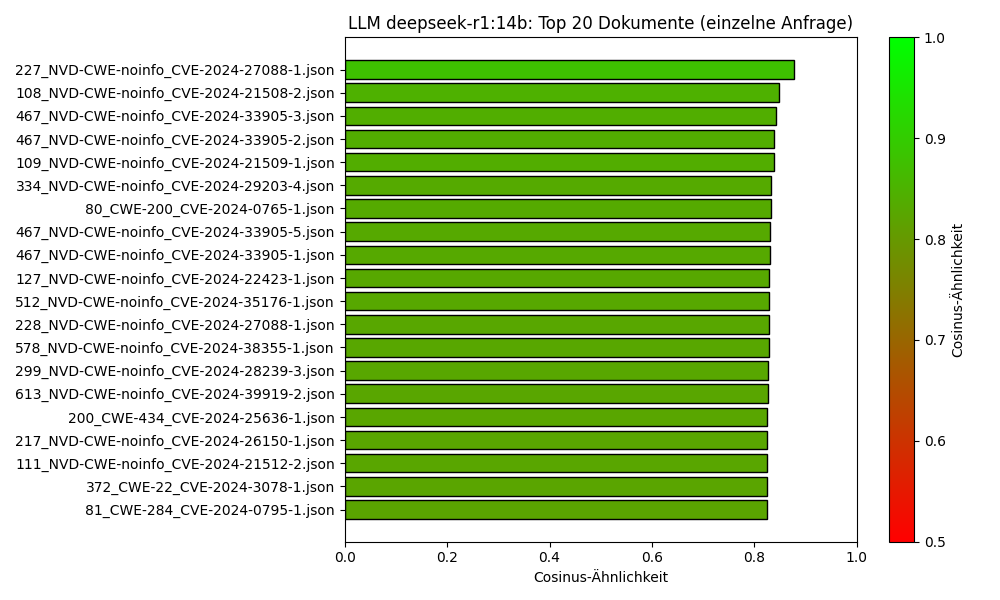 LLM deepseek-r1:14b: Top 20 Dokumente (einzelne Anfrage)
227_NVD-CWE-noinfo_CVE-2024-27088-1.json
108_NVD-CWE-noinfo_CVE-2024-21508-2.json
467_NVD-CWE-noinfo_CVE-2024-33905-3.json
467_NVD-CWE-noinfo_CVE-2024-33905-2.json
109_NVD-CWE-noinfo_CVE-2024-21509-1.json
334_NVD-CWE-noinfo_CVE-2024-29203-4.json
80_CWE-200_CVE-2024-0765-1.json
467_NVD-CWE-noinfo_CVE-2024-33905-5.json
467_NVD-CWE-noinfo_CVE-2024-33905-1.json
127_NVD-CWE-noinfo_CVE-2024-22423-1.json
512_NVD-CWE-noinfo_CVE-2024-35176-1.json
228_NVD-CWE-noinfo_CVE-2024-27088-1.json
578_NVD-CWE-noinfo_CVE-2024-38355-1.json
299_NVD-CWE-noinfo_CVE-2024-28239-3.json
613_NVD-CWE-noinfo_CVE-2024-39919-2.json
200_CWE-434_CVE-2024-25636-1.json
217_NVD-CWE-noinfo_CVE-2024-26150-1.json
111_NVD-CWE-noinfo_CVE-2024-21512-2.json
372_CWE-22_CVE-2024-3078-1.json
81_CWE-284_CVE-2024-0795-1.json
0.0 0.2 0.4 0.6 0.8 1.0
Cosinus-Ähnlichkeit
1.0
0.9
0.8
0.7
0.6
0.5
Cosinus-Ähnlichkeit